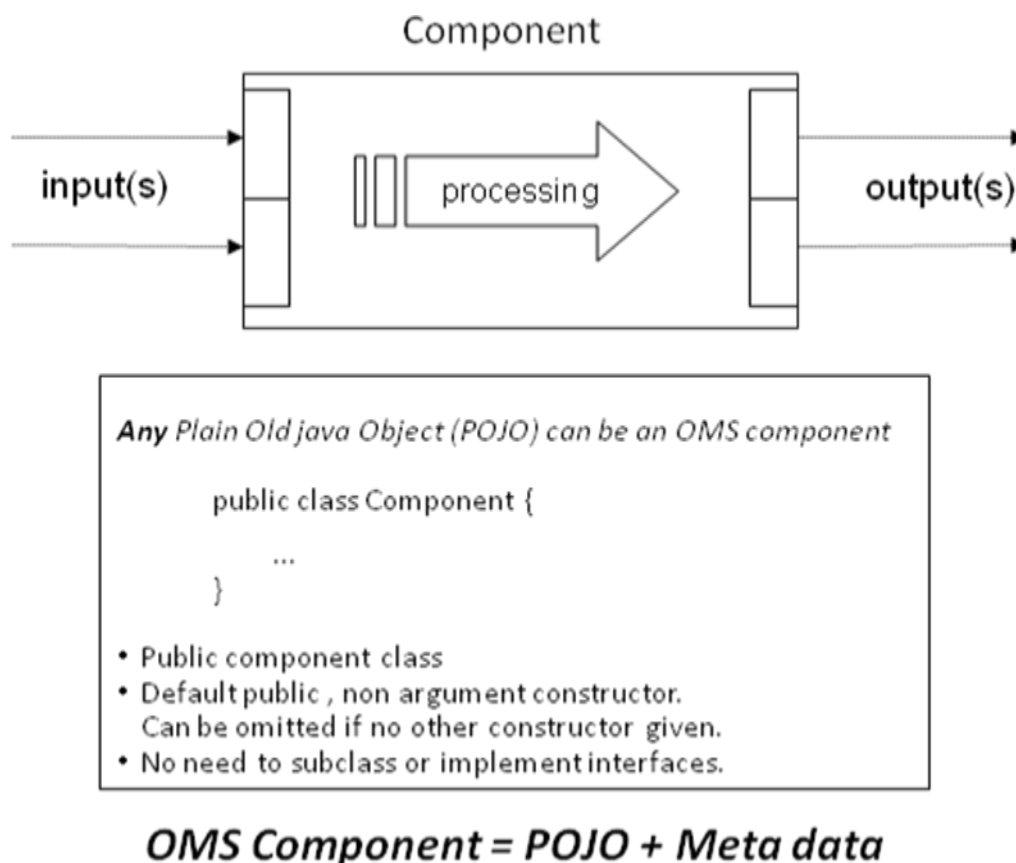 Component
input(s)
processing
output(s)
Any Plain Old java Object (POJO) can be an OMS component
public class Component {
...
}
• Public component class
• Default public , non argument constructor.
Can be omitted if no other constructor given.
• No need to subclass or implement interfaces.
OMS Component = POJO + Meta data